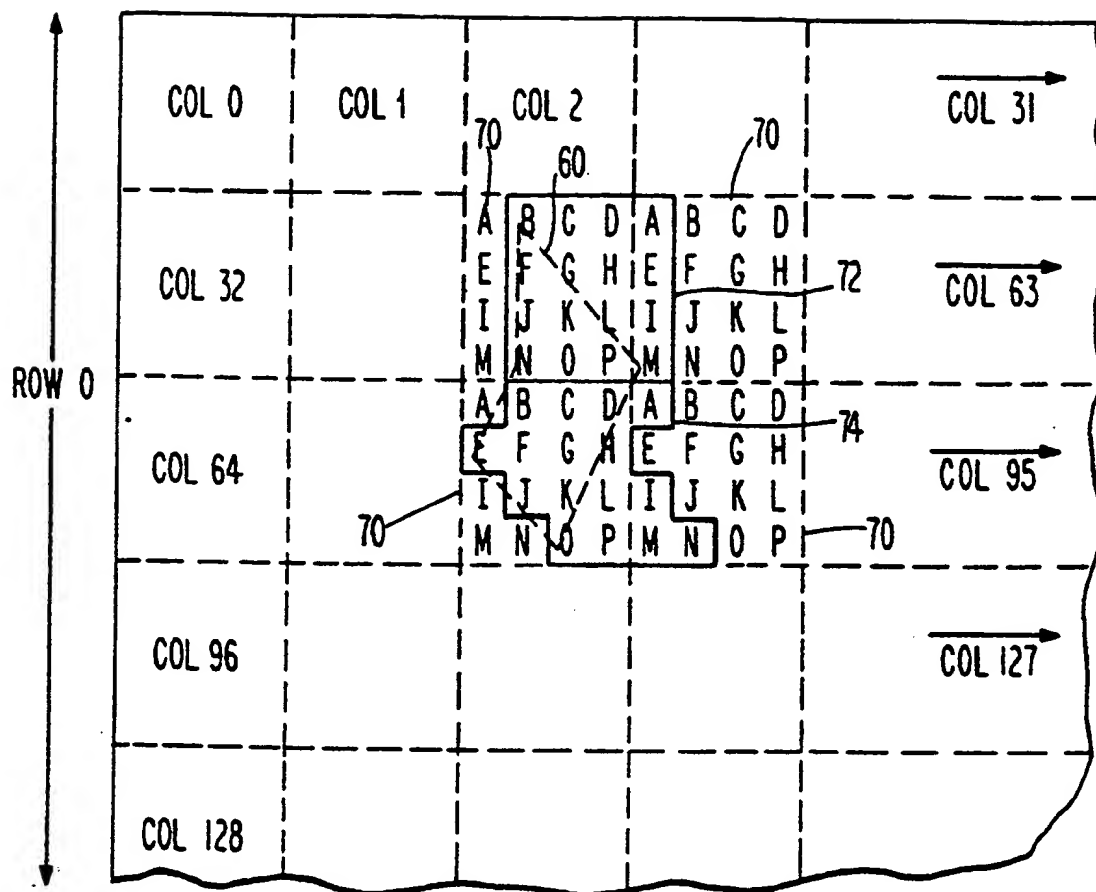 COL 0 COL 1 COL 2 COL 31
70 60 70
A B C D A B C D
E F G H E F G H
72
COL 32 COL 63
I J K L I J K L
M N O P M N O P
ROW 0
A B C D A B C D
74
E F G H E F G H
COL 64 COL 95
I J K L I J K L
70 70
M N O P M N O P
COL 96 COL 127
COL 128